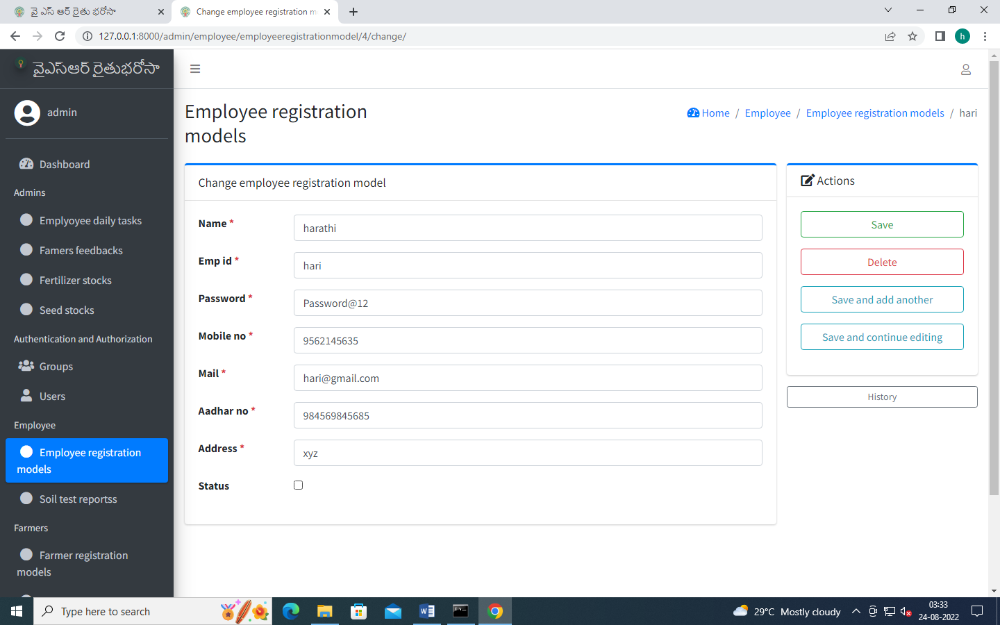 వై ఎస్ ఆర్ రైతు భరోసా
Change employee registration m
127.0.0.1:8000/admin/employee/employeeregistrationmodel/4/change/
h
వైఎస్ఆర్ రైతుభరోసా
admin
Dashboard
Admins
Emplyoyee daily tasks
Famers feedbacks
Fertilizer stocks
Seed stocks
Authentication and Authorization
Groups
Users
Employee
Employee registration
models
Soil test reportss
Farmers
Farmer registration
models
Employee registration
models
Home / Employee / Employee registration models / hari
Change employee registration model
Name * harathi
Emp id * hari
Password * Password@12
Mobile no * 9562145635
Mail * hari@gmail.com
Aadhar no * 984569845685
Address * xyz
Status
Actions
Save
Delete
Save and add another
Save and continue editing
History
Type here to search
29°C Mostly cloudy
03:33
24-08-2022